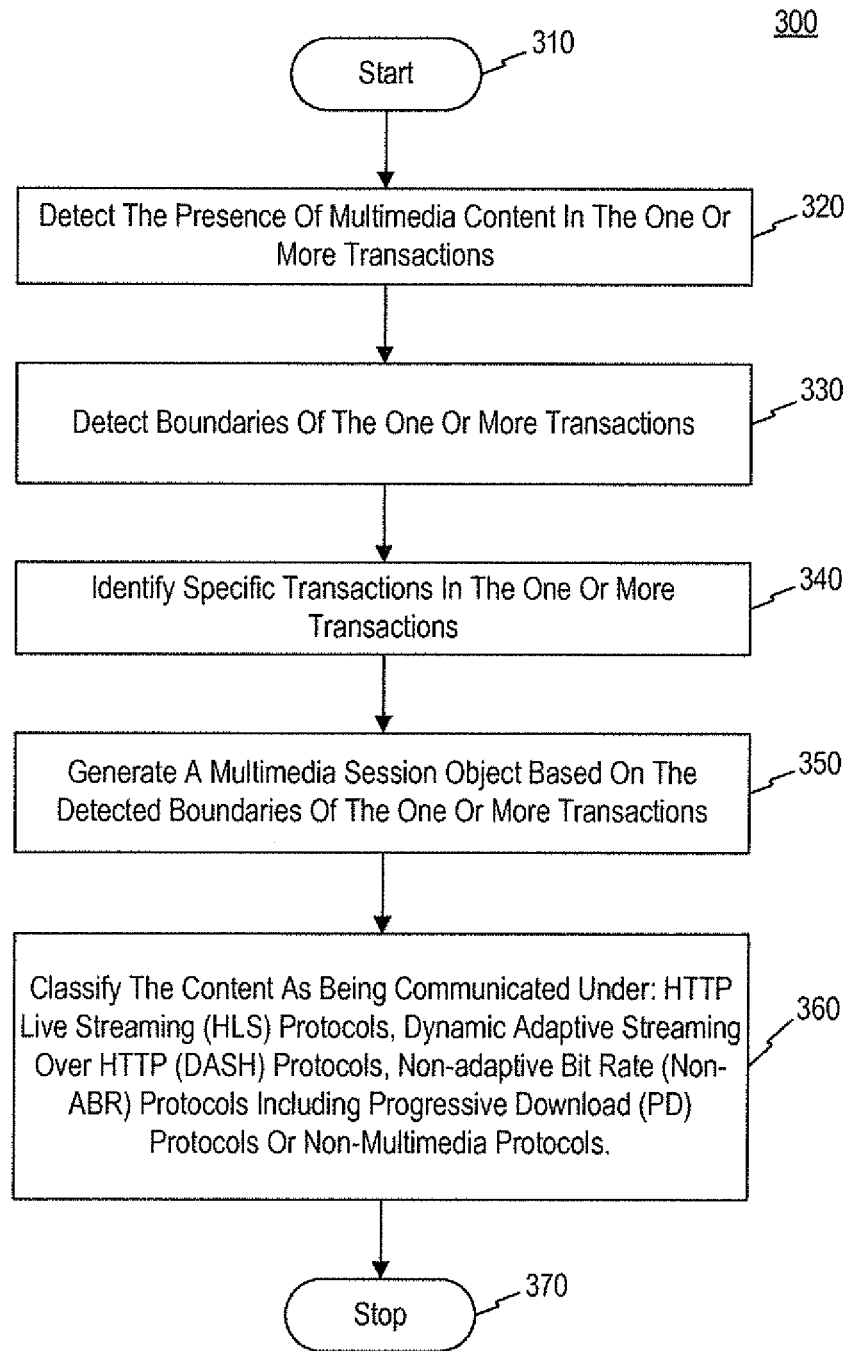 300
Start
310
Detect The Presence Of Multimedia Content In The One Or
More Transactions
320
Detect Boundaries Of The One Or More Transactions
330
Identify Specific Transactions In The One Or More
Transactions
340
Generate A Multimedia Session Object Based On The
Detected Boundaries Of The One Or More Transactions
350
Classify The Content As Being Communicated Under: HTTP
Live Streaming (HLS) Protocols, Dynamic Adaptive Streaming
Over HTTP (DASH) Protocols, Non-adaptive Bit Rate (Non-
ABR) Protocols Including Progressive Download (PD)
Protocols Or Non-Multimedia Protocols.
360
Stop
370